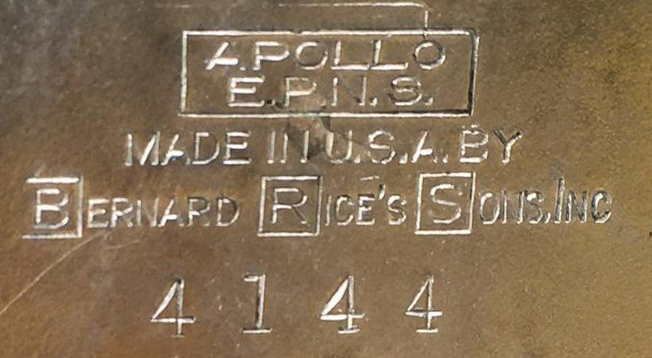 APOLLO
E.P.N.S.
MADE IN U.S.A. BY
BERNARD RICE'S SONS, INC
4144